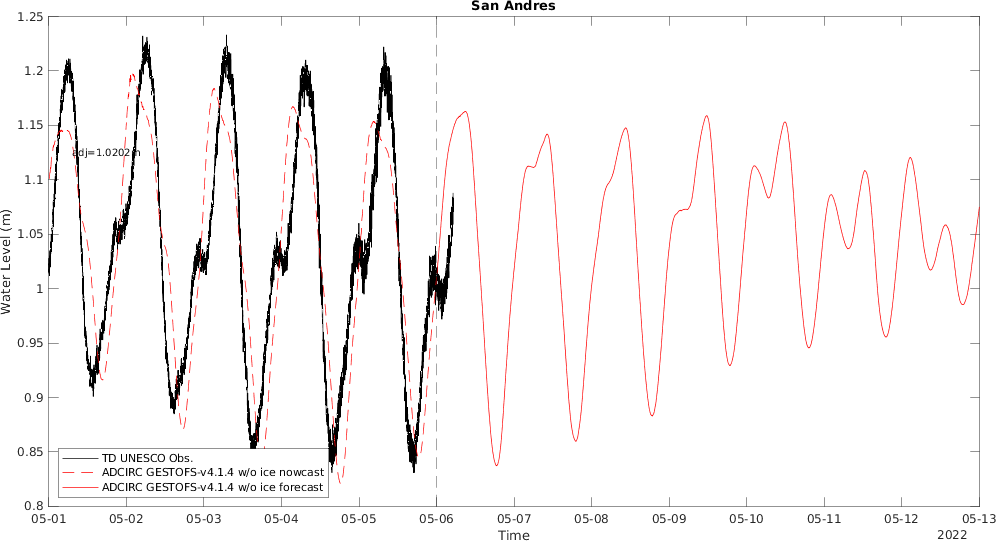 San Andres
1.25
1.2
1.15
1.1
1.05
1
0.95
0.9
0.85
0.8
Water Level (m)
adj=1.0202m
TD UNESCO Obs.
ADCIRC GESTOFS-v4.1.4 w/o ice nowcast
ADCIRC GESTOFS-v4.1.4 w/o ice forecast
05-01 05-02 05-03 05-04 05-05 05-06 05-07 05-08 05-09 05-10 05-11 05-12 05-13
Time
2022